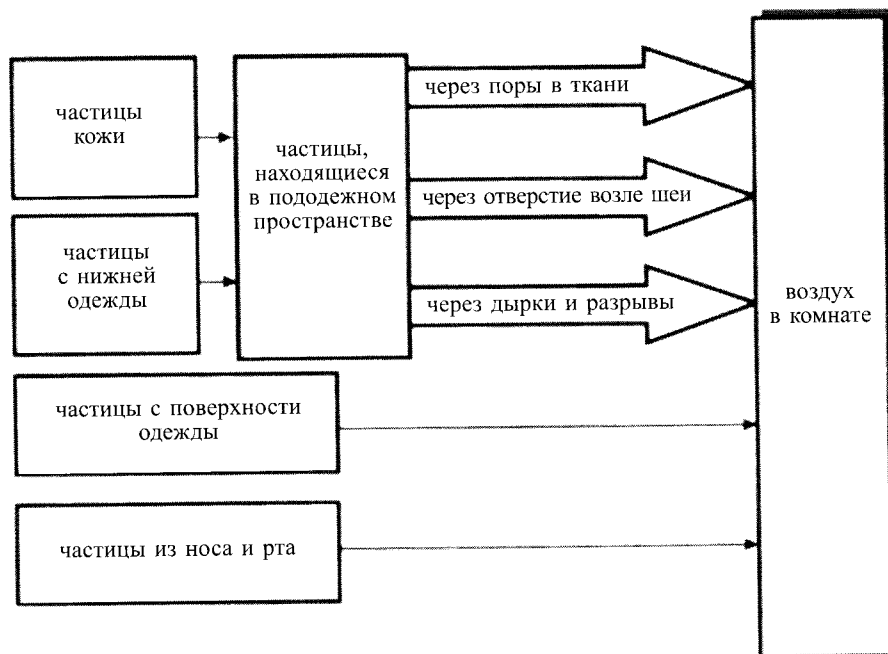 частицы
кожи
частицы
с нижней
одежды
частицы,
находящиеся
в пододежном
пространстве
через поры в ткани
через отверстие возле шеи
через дырки и разрывы
воздух
в комнате
частицы с поверхности
одежды
частицы из носа и рта